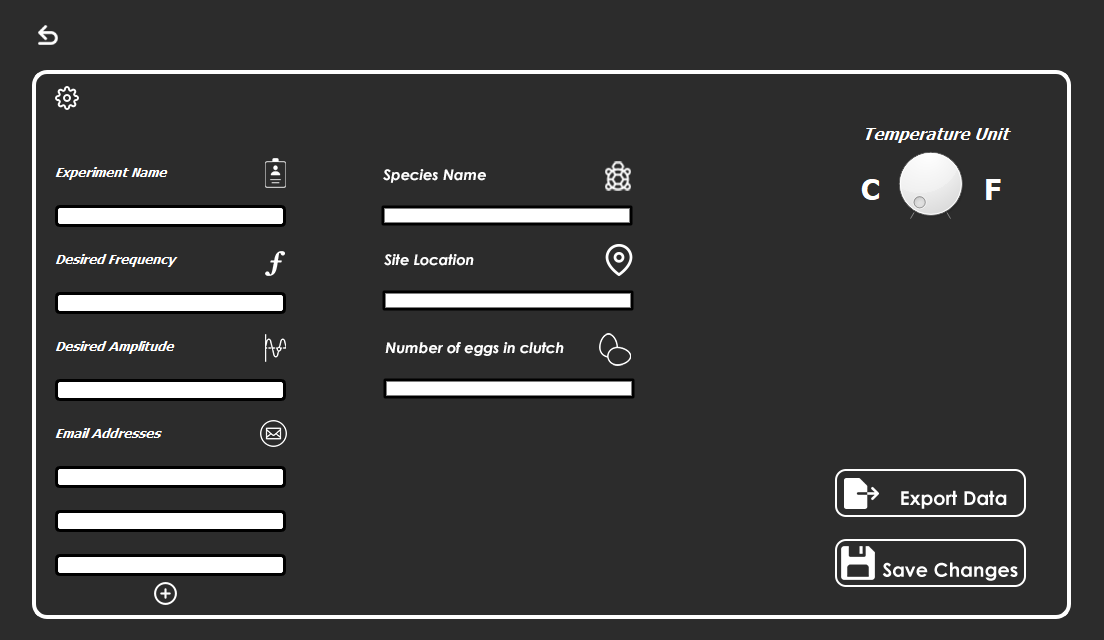 Temperature Unit
C
F
Experiment Name
Species Name
Desired Frequency
f
Site Location
Desired Amplitude
Number of eggs in clutch
Email Addresses
Export Data
Save Changes